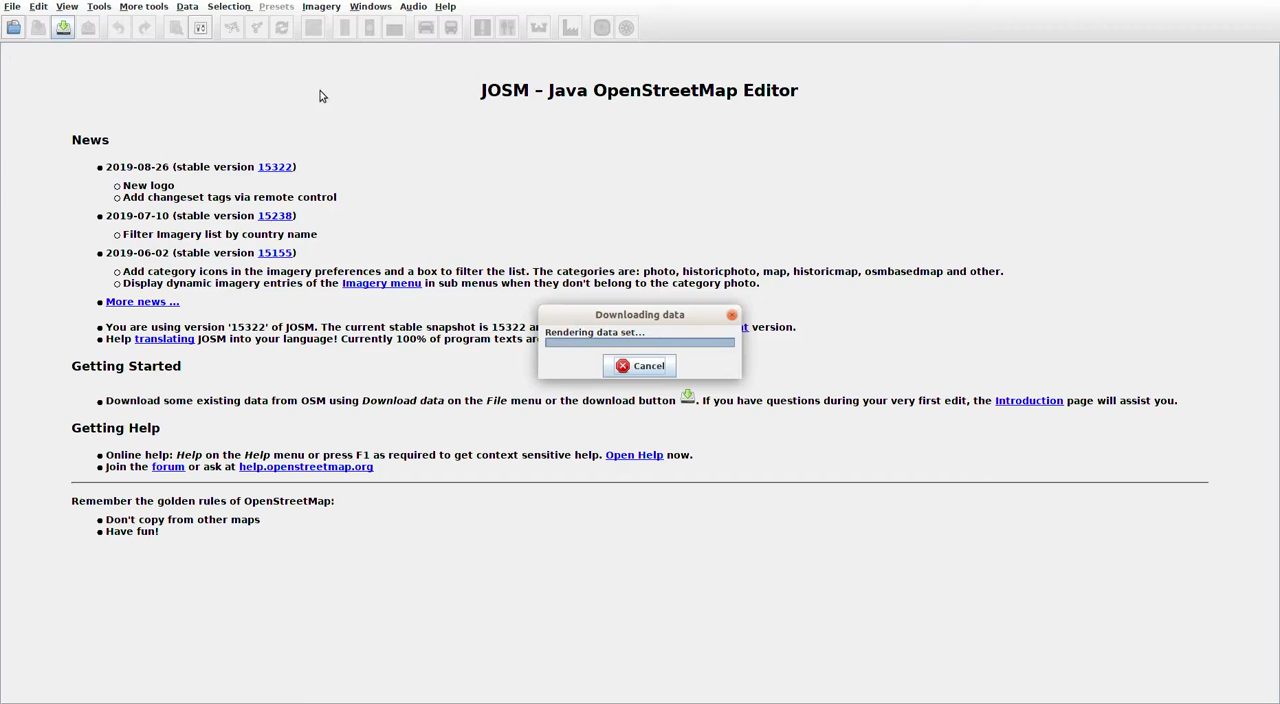 File Edit View Tools More tools Data Selection Presets Imagery Windows Audio Help
JOSM – Java OpenStreetMap Editor
News
2019-08-26 (stable version 15322)
New logo
Add changeset tags via remote control
2019-07-10 (stable version 15238)
Filter Imagery list by country name
2019-06-02 (stable version 15155)
Add category icons in the imagery preferences and a box to filter the list. The categories are: photo, historicphoto, map, historicmap, osmbasedmap and other.
Display dynamic imagery entries of the Imagery menu in sub menus when they don't belong to the category photo.
More news ...
Downloading data
Rendering data set...
Cancel
You are using version '15322' of JOSM. The current stable snapshot is 15322 version.
Help translating JOSM into your language! Currently 100% of program texts are
Getting Started
Download some existing data from OSM using Download data on the File menu or the download button . If you have questions during your very first edit, the Introduction page will assist you.
Getting Help
Online help: Help on the Help menu or press F1 as required to get context sensitive help. Open Help now.
Join the forum or ask at help.openstreetmap.org
Remember the golden rules of OpenStreetMap:
Don't copy from other maps
Have fun!